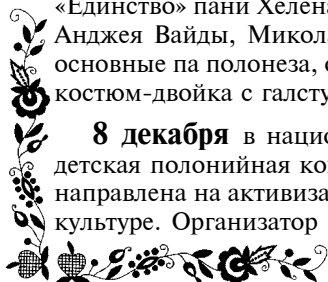 «Единство» пани Хелена
Анджея Вайды, Микола
основные па полонеза, с
костюм-двойка с галсту
8 декабря в нацио
детская полонийная ко
направлена на активиза
культуре. Организатор